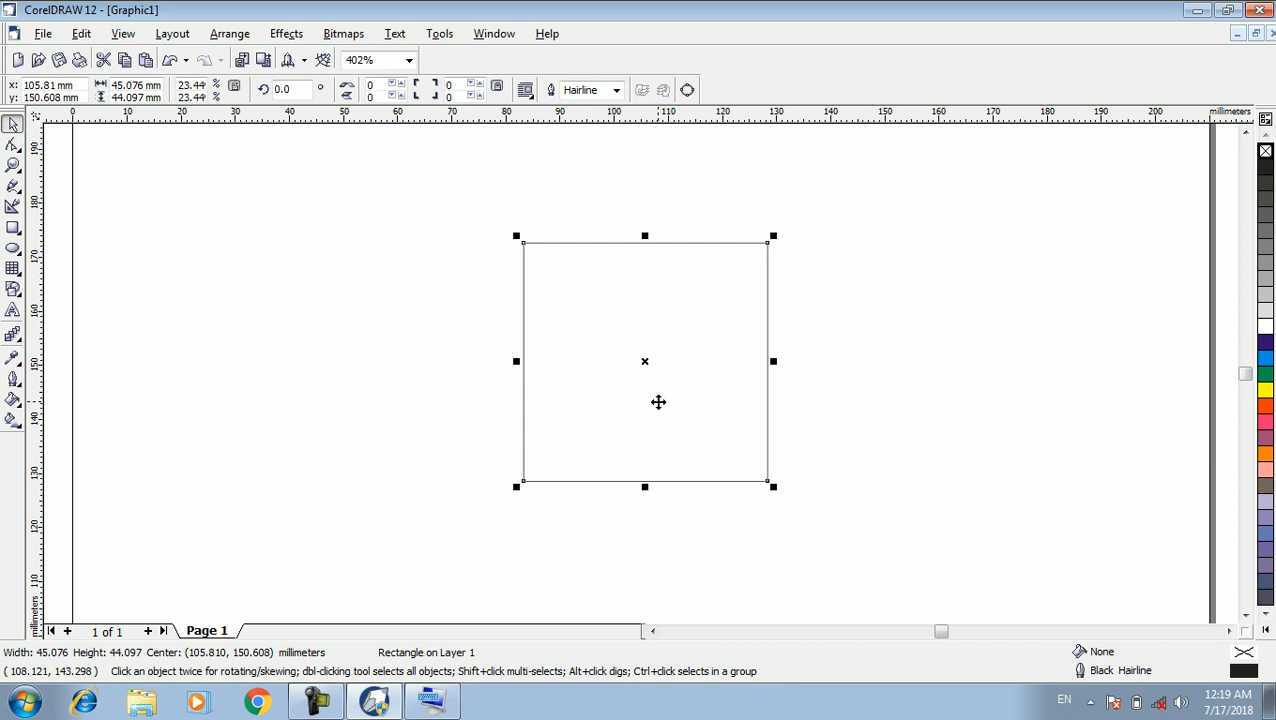 CorelDRAW 12 - [Graphic1]
File Edit View Layout Arrange Effects Bitmaps Text Tools Window Help
402%
x: 105.81 mm 45.076 mm 23.44 % 0 0
y: 150.608 mm 44.097 mm 23.44 % 0 0
0.0 ° Hairline
0 10 20 30 40 50 60 70 80 90 100 110 120 130 140 150 160 170 180 190 200 millimeters
190
180
170
160
150
140
130
120
110
millimeters
1 of 1 Page 1
Width: 45.076 Height: 44.097 Center: (105.810, 150.608) millimeters Rectangle on Layer 1 None
( 108.121, 143.298 ) Click an object twice for rotating/skewing; dbl-clicking tool selects all objects; Shift+click multi-selects; Alt+click digs; Ctrl+click selects in a group Black Hairline
EN 12:19 AM
7/17/2018